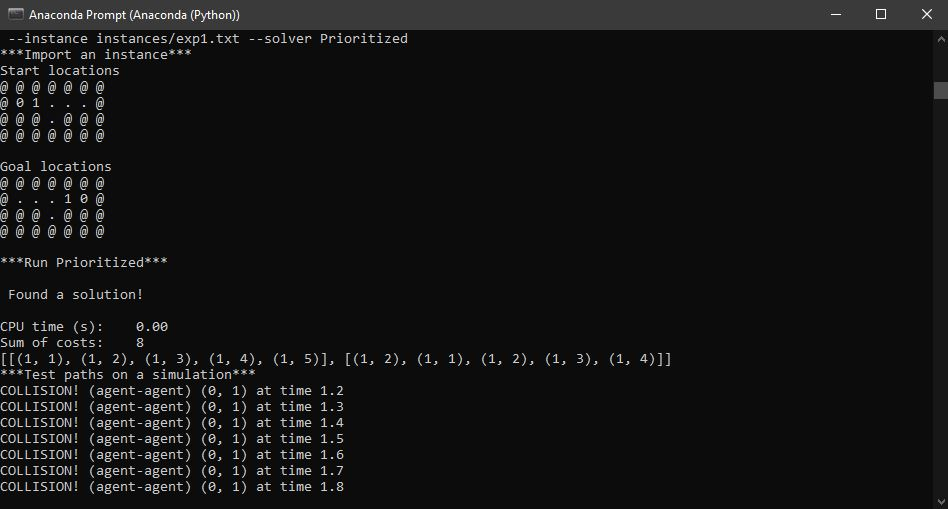 Anaconda Prompt (Anaconda (Python))
--instance instances/exp1.txt --solver Prioritized
***Import an instance***
Start locations
@ @ @ @ @ @ @
@ 0 1 . . . @
@ @ @ . @ @ @
@ @ @ @ @ @ @
Goal locations
@ @ @ @ @ @ @
@ . . . 1 0 @
@ @ @ . @ @ @
@ @ @ @ @ @ @
***Run Prioritized***
Found a solution!
CPU time (s):    0.00
Sum of costs:    8
[[(1, 1), (1, 2), (1, 3), (1, 4), (1, 5)], [(1, 2), (1, 1), (1, 2), (1, 3), (1, 4)]]
***Test paths on a simulation***
COLLISION! (agent-agent) (0, 1) at time 1.2
COLLISION! (agent-agent) (0, 1) at time 1.3
COLLISION! (agent-agent) (0, 1) at time 1.4
COLLISION! (agent-agent) (0, 1) at time 1.5
COLLISION! (agent-agent) (0, 1) at time 1.6
COLLISION! (agent-agent) (0, 1) at time 1.7
COLLISION! (agent-agent) (0, 1) at time 1.8